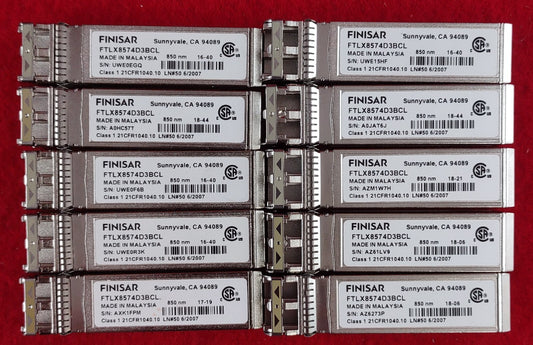 FINISAR Sunnyvale, CA 94089
FTLX8574D3BCL
MADE IN MALAYSIA 850 nm 16-40
S/N: UWE0EGQ
Class 1 21CFR1040.10 LN#50 6/2007
FINISAR Sunnyvale, CA 94089
FTLX8574D3BCL
MADE IN MALAYSIA 850 nm 18-44
S/N: A0HC57T
Class 1 21CFR1040.10 LN#50 6/2007
FINISAR Sunnyvale, CA 94089
FTLX8574D3BCL
MADE IN MALAYSIA 850 nm 16-40
S/N: UWE0F6B
Class 1 21CFR1040.10 LN#50 6/2007
FINISAR Sunnyvale, CA 94089
FTLX8574D3BCL
MADE IN MALAYSIA 850 nm 16-40
S/N: UWE0R3K
Class 1 21CFR1040.10 LN#50 6/2007
FINISAR Sunnyvale, CA 94089
FTLX8574D3BCL
MADE IN MALAYSIA 850 nm 17-19
S/N: AXK1FPM
Class 1 21CFR1040.10 LN#50 6/2007
FINISAR Sunnyvale, CA 94089
FTLX8574D3BCL
MADE IN MALAYSIA 850 nm 16-40
S/N: UWE15HF
Class 1 21CFR1040.10 LN#50 6/2007
FINISAR Sunnyvale, CA 94089
FTLX8574D3BCL
MADE IN MALAYSIA 850 nm 18-44
S/N: A0JAT6J
Class 1 21CFR1040.10 LN#50 6/2007
FINISAR Sunnyvale, CA 94089
FTLX8574D3BCL
MADE IN MALAYSIA 850 nm 18-21
S/N: AZM1W7H
Class 1 21CFR1040.10 LN#50 6/2007
FINISAR Sunnyvale, CA 94089
FTLX8574D3BCL
MADE IN MALAYSIA 850 nm 18-06
S/N: AZ61LV9
Class 1 21CFR1040.10 LN#50 6/2007
FINISAR Sunnyvale, CA 94089
FTLX8574D3BCL
MADE IN MALAYSIA 850 nm 18-06
S/N: AZ6273P
Class 1 21CFR1040.10 LN#50 6/2007